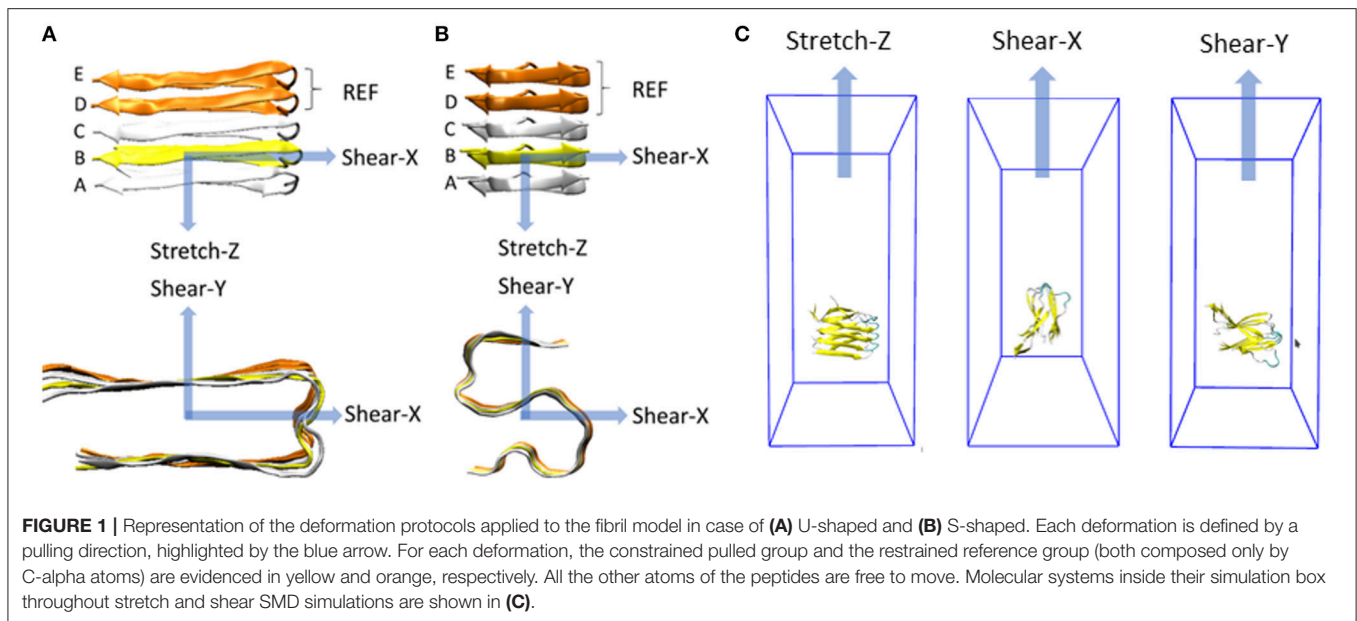 A
E
D
C
B
A
REF
Shear-X
Stretch-Z
Shear-Y
Shear-X
B
E
D
C
B
A
REF
Shear-X
Stretch-Z
Shear-Y
Shear-X
C
Stretch-Z
Shear-X
Shear-Y
FIGURE 1 | Representation of the deformation protocols applied to the fibril model in case of (A) U-shaped and (B) S-shaped. Each deformation is defined by a
pulling direction, highlighted by the blue arrow. For each deformation, the constrained pulled group and the restrained reference group (both composed only by
C-alpha atoms) are evidenced in yellow and orange, respectively. All the other atoms of the peptides are free to move. Molecular systems inside their simulation box
throughout stretch and shear SMD simulations are shown in (C).